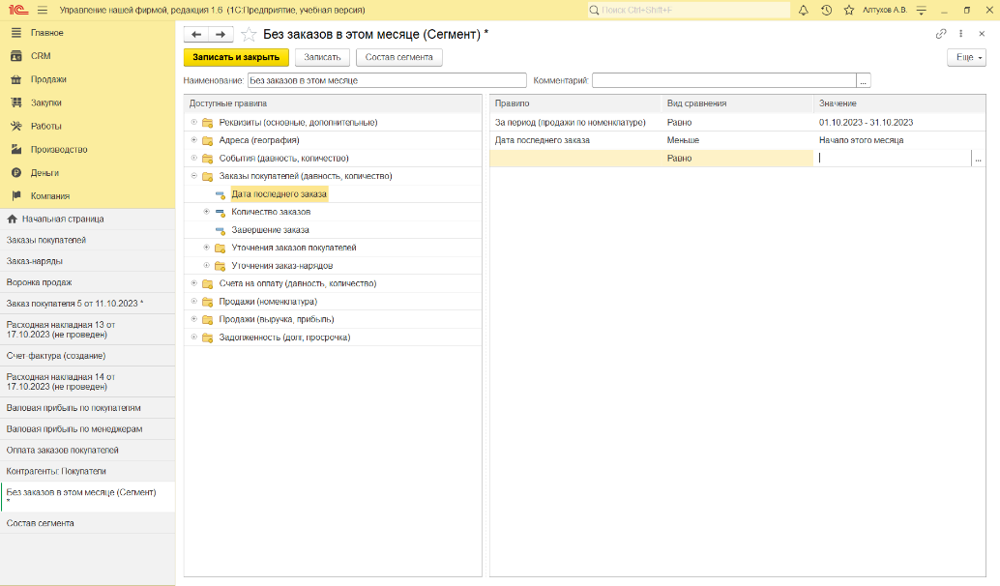 1С Управление нашей фирмой, редакция 1.6 (1С:Предприятие, учебная версия)
Поиск Ctrl+Shift+F
Алтухов А.В.
Главное
CRM
Продажи
Закупки
Работы
Производство
Деньги
Компания
Начальная страница
Заказы покупателей
Заказ-наряды
Воронка продаж
Заказ покупателя 5 от 11.10.2023 *
Расходная накладная 13 от
17.10.2023 (не проведен)
Счет-фактура (создание)
Расходная накладная 14 от
17.10.2023 (не проведен)
Валовая прибыль по покупателям
Валовая прибыль по менеджерам
Оплата заказов покупателей
Контрагенты: Покупатели
Без заказов в этом месяце (Сегмент)
*
Состав сегмента
Без заказов в этом месяце (Сегмент) *
Записать и закрыть
Записать
Состав сегмента
Еще
Наименование: Без заказов в этом месяце
Комментарий:
...
Доступные правила
Реквизиты (основные, дополнительные)
Адреса (география)
События (давность, количество)
Заказы покупателей (давность, количество)
Дата последнего заказа
Количество заказов
Завершение заказа
Уточнения заказов покупателей
Уточнения заказ-нарядов
Счета на оплату (давность, количество)
Продажи (номенклатура)
Продажи (выручка, прибыль)
Задолженность (долг, просрочка)
Правило Вид сравнения Значение
За период (продажи по номенклатуре) Равно 01.10.2023 - 31.10.2023
Дата последнего заказа Меньше Начало этого месяца
Равно ...